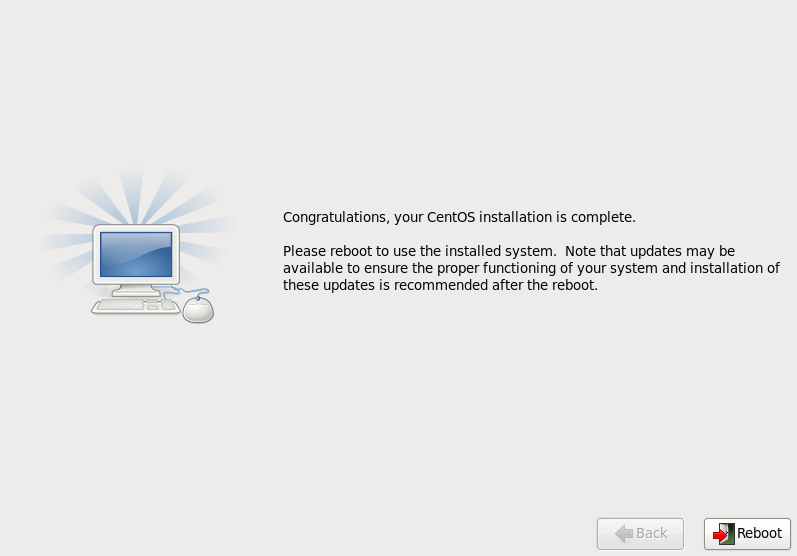 Congratulations, your CentOS installation is complete.
Please reboot to use the installed system.  Note that updates may be
available to ensure the proper functioning of your system and installation of
these updates is recommended after the reboot.
Back
Reboot